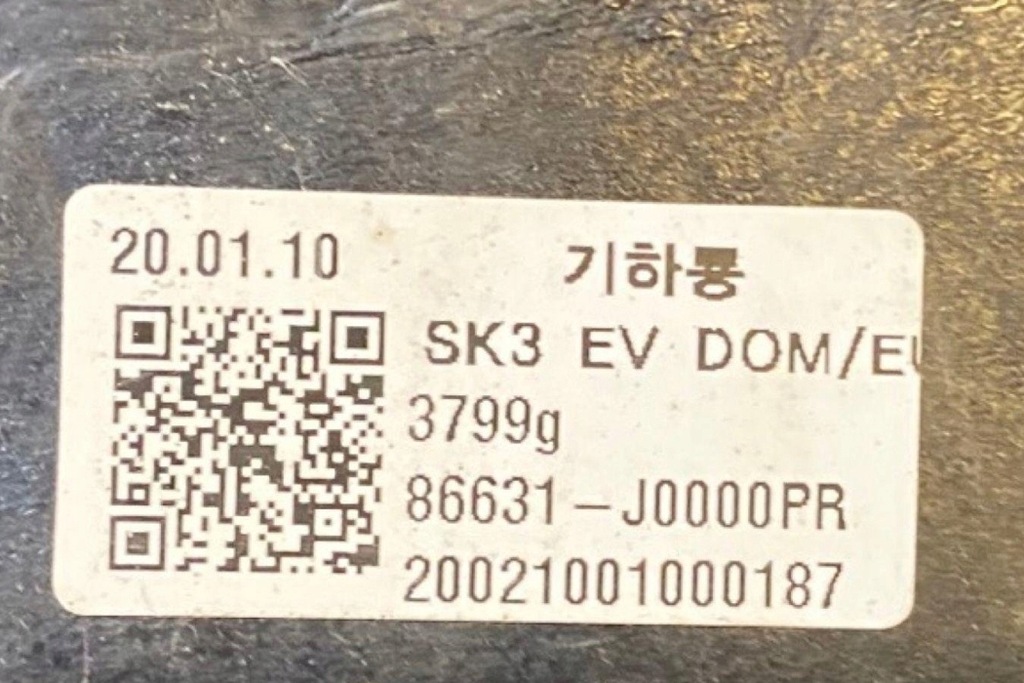 20.01.10
기하룡
SK3 EV DOM/EU
3799g
86631-J0000PR
20021001000187